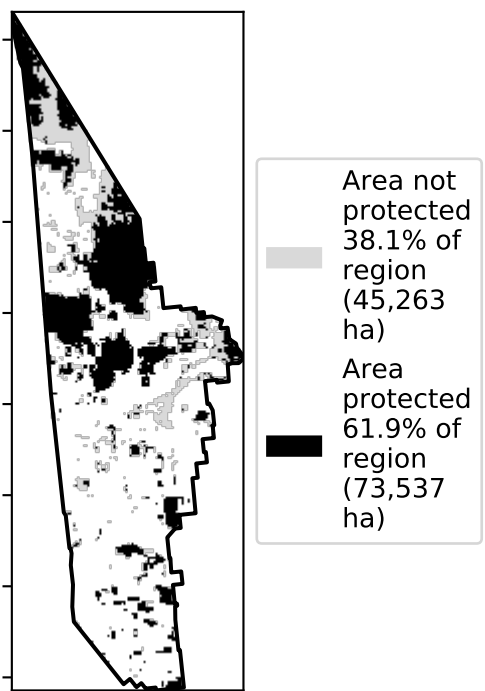 Area not
protected
38.1% of
region
(45,263
ha)
Area
protected
61.9% of
region
(73,537
ha)